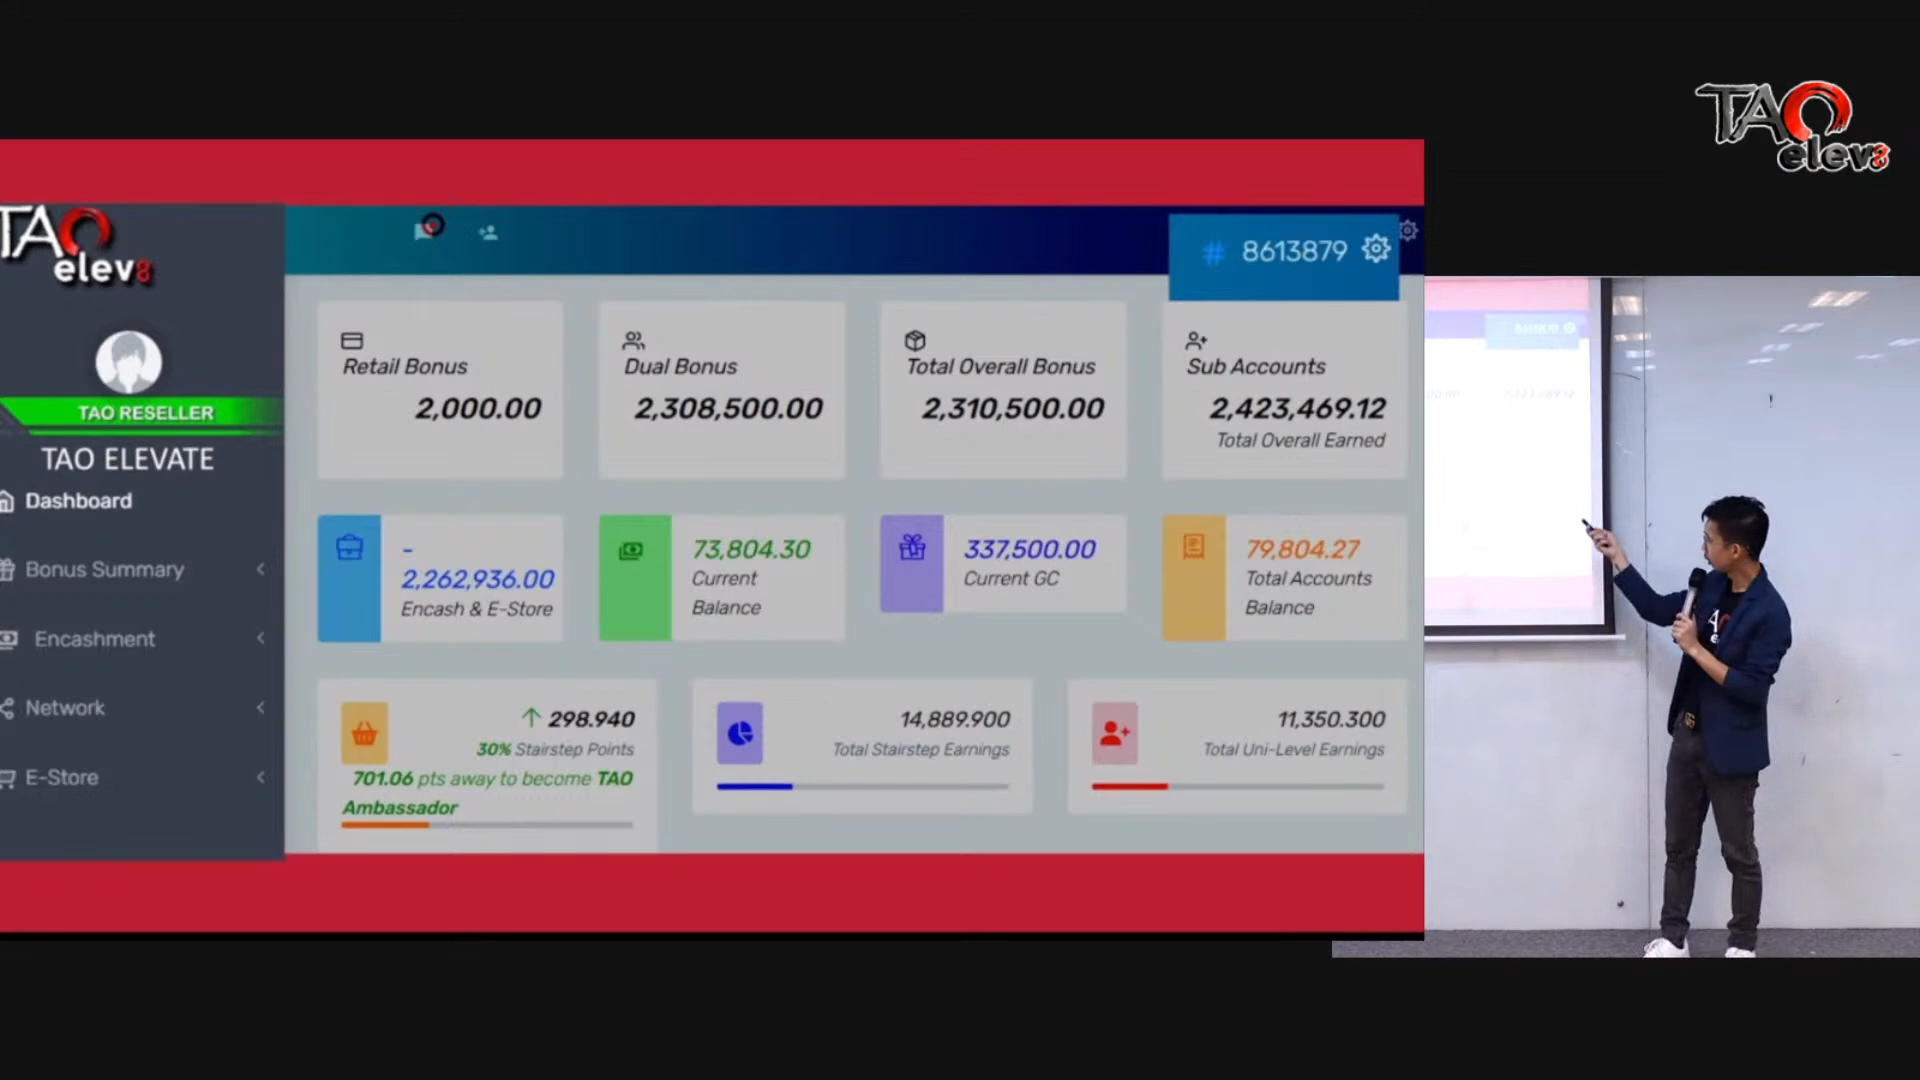 TAO
elev8
TAO
elev8
# 8613879
TAO RESELLER
TAO ELEVATE
Dashboard
Bonus Summary
Encashment
Network
E-Store
Retail Bonus
2,000.00
Dual Bonus
2,308,500.00
Total Overall Bonus
2,310,500.00
Sub Accounts
2,423,469.12
Total Overall Earned
-
2,262,936.00
Encash & E-Store
73,804.30
Current
Balance
337,500.00
Current GC
79,804.27
Total Accounts
Balance
298.940
30% Stairstep Points
701.06 pts away to become TAO
Ambassador
14,889.900
Total Stairstep Earnings
11,350.300
Total Uni-Level Earnings